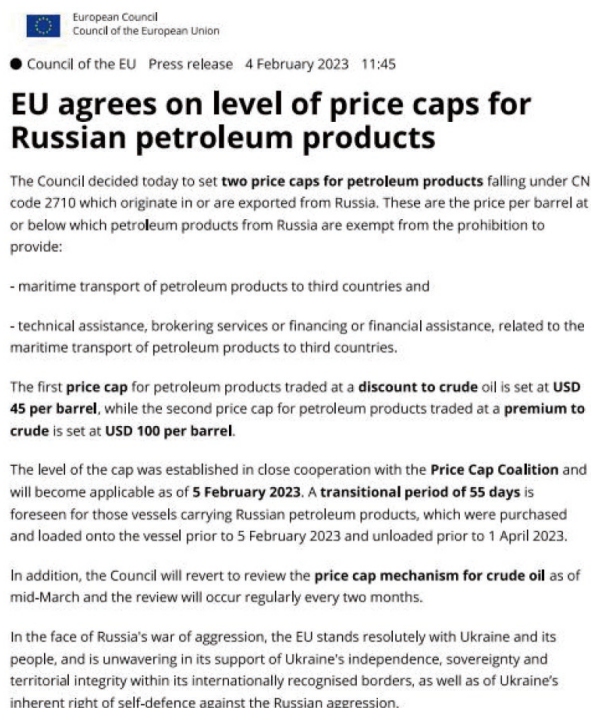 European Council
Council of the European Union
● Council of the EU Press release 4 February 2023 11:45
EU agrees on level of price caps for
Russian petroleum products
The Council decided today to set two price caps for petroleum products falling under CN
code 2710 which originate in or are exported from Russia. These are the price per barrel at
or below which petroleum products from Russia are exempt from the prohibition to
provide:
- maritime transport of petroleum products to third countries and
- technical assistance, brokering services or financing or financial assistance, related to the
maritime transport of petroleum products to third countries.
The first price cap for petroleum products traded at a discount to crude oil is set at USD
45 per barrel, while the second price cap for petroleum products traded at a premium to
crude is set at USD 100 per barrel.
The level of the cap was established in close cooperation with the Price Cap Coalition and
will become applicable as of 5 February 2023. A transitional period of 55 days is
foreseen for those vessels carrying Russian petroleum products, which were purchased
and loaded onto the vessel prior to 5 February 2023 and unloaded prior to 1 April 2023.
In addition, the Council will revert to review the price cap mechanism for crude oil as of
mid-March and the review will occur regularly every two months.
In the face of Russia's war of aggression, the EU stands resolutely with Ukraine and its
people, and is unwavering in its support of Ukraine's independence, sovereignty and
territorial integrity within its internationally recognised borders, as well as of Ukraine's
inherent right of self-defence against the Russian aggression.